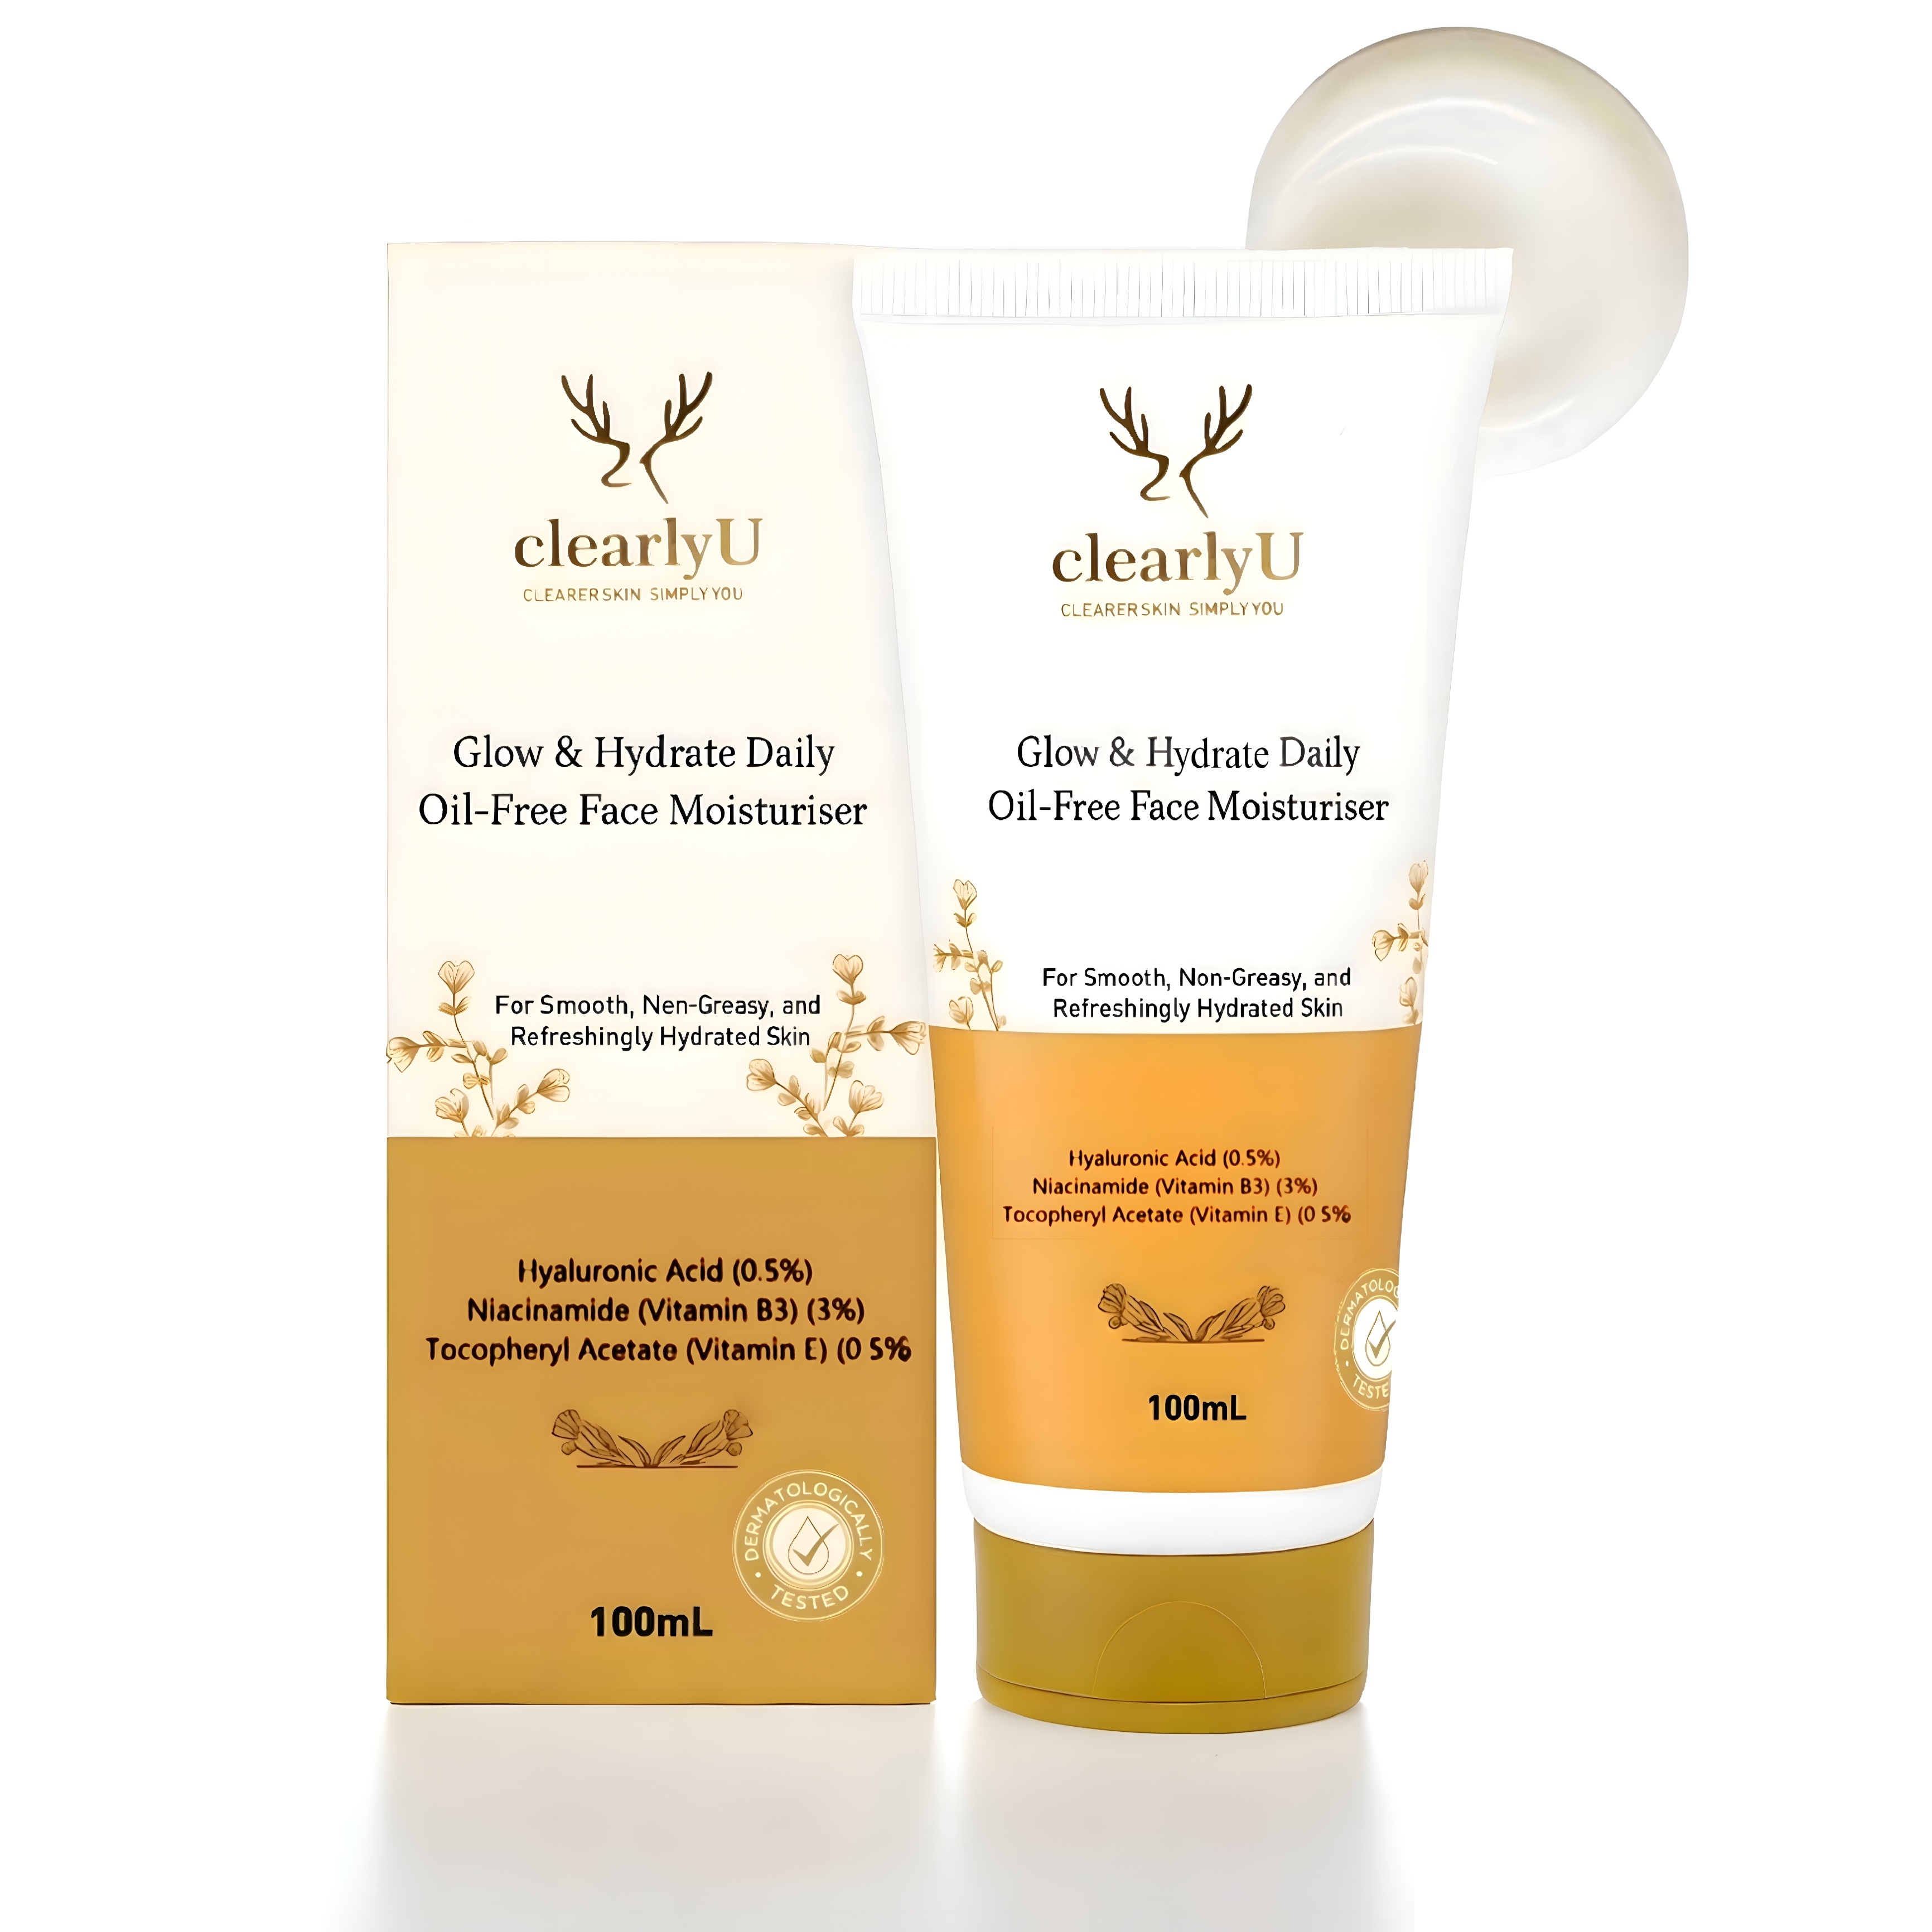 clearlyU
CLEARER SKIN SIMPLY YOU
Glow & Hydrate Daily
Oil-Free Face Moisturiser
For Smooth, Nen-Greasy, and
Refreshingly Hydrated Skin
Hyaluronic Acid (0.5%)
Niacinamide (Vitamin B3) (3%)
Tocopheryl Acetate (Vitamin E) (0 5%
DERMATOLOGICALLY
TESTED
100mL
clearlyU
CLEARER SKIN SIMPLY YOU
Glow & Hydrate Daily
Oil-Free Face Moisturiser
For Smooth, Non-Greasy, and
Refreshingly Hydrated Skin
Hyaluronic Acid (0.5%)
Niacinamide (Vitamin B3) (3%)
Tocopheryl Acetate (Vitamin E) (0 5%
DERMATOLOG
TESTE
100mL